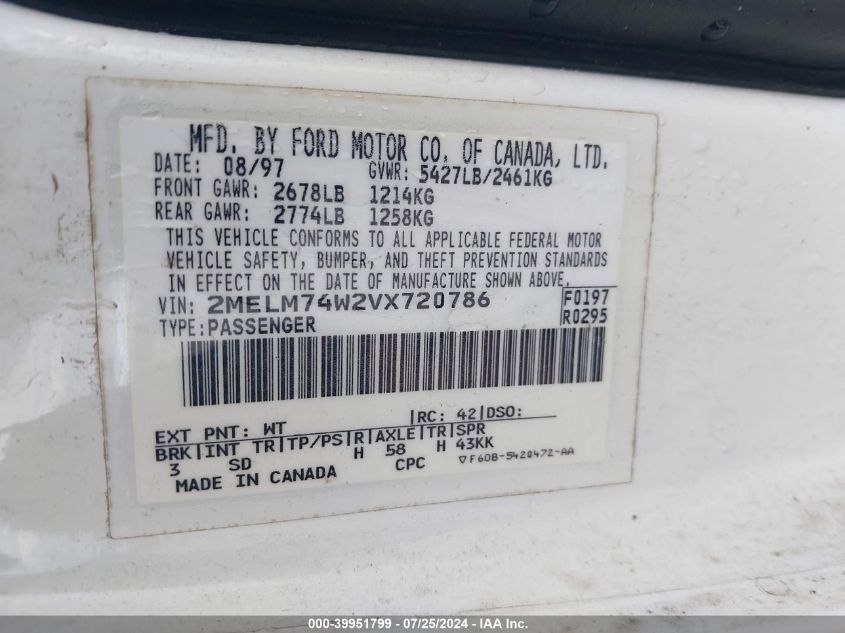 MFD. BY FORD MOTOR CO. OF CANADA, LTD.
DATE: 08/97 GVWR: 5427LB/2461KG
FRONT GAWR: 2678LB 1214KG
REAR GAWR: 2774LB 1258KG
THIS VEHICLE CONFORMS TO ALL APPLICABLE FEDERAL MOTOR
VEHICLE SAFETY, BUMPER, AND THEFT PREVENTION STANDARDS
IN EFFECT ON THE DATE OF MANUFACTURE SHOWN ABOVE.
VIN: 2MELM74W2VX720786 F0197
TYPE: PASSENGER R0295
EXT PNT: WT |RC: 42|DSO:
BRK|INT TR|TP/PS|R|AXLE|TR|SPR
3 SD H 58 H 43KK
MADE IN CANADA CPC ▽F60B-5420472-AA
000-39951799 - 07/25/2024 - IAA Inc.